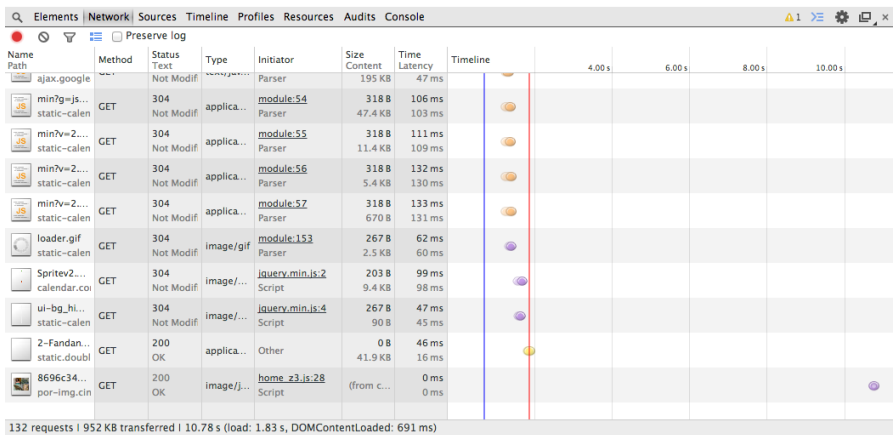 Elements Network Sources Timeline Profiles Resources Audits Console 1
Preserve log
Name Path Method Status Text Type Initiator Size Content Time Latency Timeline 4.00 s 6.00 s 8.00 s 10.00 s
ajax.google Not Modif Parser 195 KB 47 ms
min?g=js... GET 304 applica... module:54 318 B 106 ms
static-calen Not Modif Parser 47.4 KB 103 ms
min?v=2.... GET 304 applica... module:55 318 B 111 ms
static-calen Not Modif Parser 11.4 KB 109 ms
min?v=2.... GET 304 applica... module:56 318 B 132 ms
static-calen Not Modif Parser 5.4 KB 130 ms
min?v=2.... GET 304 applica... module:57 318 B 133 ms
static-calen Not Modif Parser 670 B 131 ms
loader.gif GET 304 image/gif module:153 267 B 62 ms
static-calen Not Modif Parser 2.5 KB 60 ms
Spritev2.... GET 304 image/... jquery.min.js:2 203 B 99 ms
calendar.co Not Modif Script 9.4 KB 98 ms
ui-bg_hi... GET 304 image/... jquery.min.js:4 267 B 47 ms
static-calen Not Modif Script 90 B 45 ms
2-Fandan... GET 200 applica... Other 0 B 46 ms
static.doubl OK 41.9 KB 16 ms
8696c34... GET 200 image/j... home_z3.js:28 (from c... 0 ms
por-img.cin OK Script 0 ms
132 requests | 952 KB transferred | 10.78 s (load: 1.83 s, DOMContentLoaded: 691 ms)